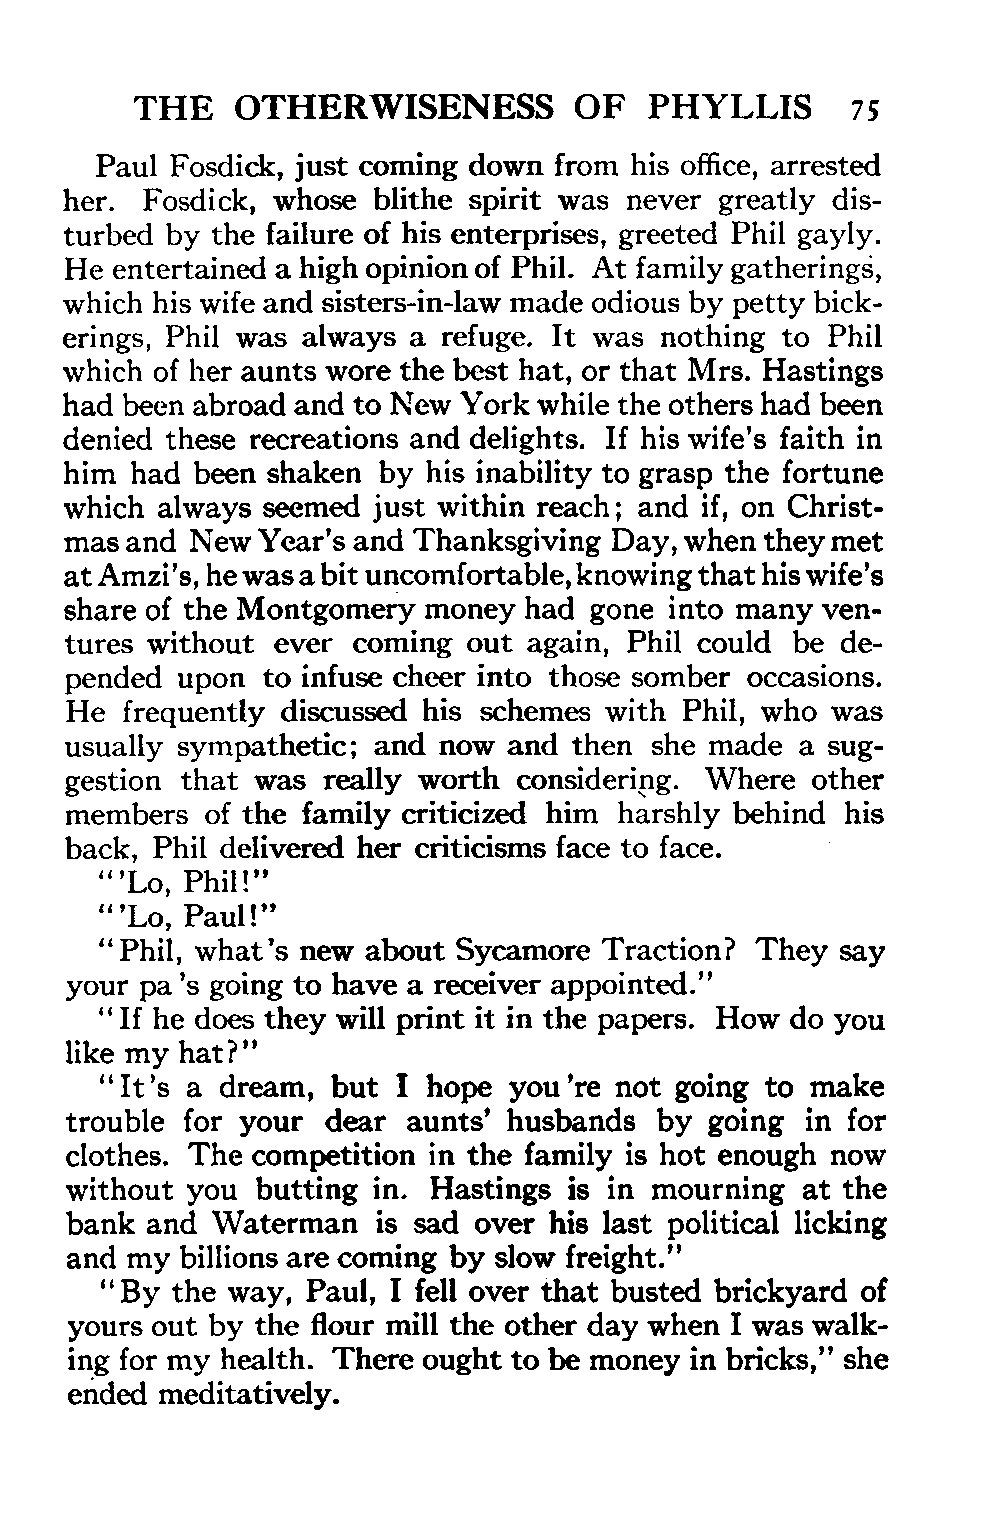 THE OTHERWISENESS OF PHYLLIS 75
Paul Fosdick, just coming down from his office, arrested
her. Fosdick, whose blithe spirit was never greatly dis-
turbed by the failure of his enterprises, greeted Phil gayly.
He entertained a high opinion of Phil. At family gatherings,
which his wife and sisters-in-law made odious by petty bick-
erings, Phil was always a refuge. It was nothing to Phil
which of her aunts wore the best hat, or that Mrs. Hastings
had been abroad and to New York while the others had been
denied these recreations and delights. If his wife's faith in
him had been shaken by his inability to grasp the fortune
which always seemed just within reach; and if, on Christ-
mas and New Year's and Thanksgiving Day, when they met
at Amzi's, he was a bit uncomfortable, knowing that his wife's
share of the Montgomery money had gone into many ven-
tures without ever coming out again, Phil could be de-
pended upon to infuse cheer into those somber occasions.
He frequently discussed his schemes with Phil, who was
usually sympathetic; and now and then she made a sug-
gestion that was really worth considering. Where other
members of the family criticized him harshly behind his
back, Phil delivered her criticisms face to face.
"'Lo, Phil!"
"'Lo, Paul!"
"Phil, what's new about Sycamore Traction? They say
your pa's going to have a receiver appointed."
"If he does they will print it in the papers. How do you
like my hat?"
"It's a dream, but I hope you're not going to make
trouble for your dear aunts' husbands by going in for
clothes. The competition in the family is hot enough now
without you butting in. Hastings is in mourning at the
bank and Waterman is sad over his last political licking
and my billions are coming by slow freight."
"By the way, Paul, I fell over that busted brickyard of
yours out by the flour mill the other day when I was walk-
ing for my health. There ought to be money in bricks," she
ended meditatively.